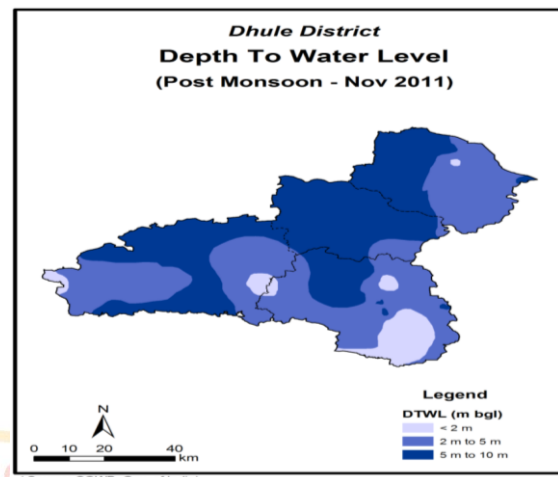 Dhule District
Depth To Water Level
(Post Monsoon - Nov 2011)
Legend
DTWL (m bgl)
< 2 m
2 m to 5 m
5 m to 10 m
N
0 10 20 40
km